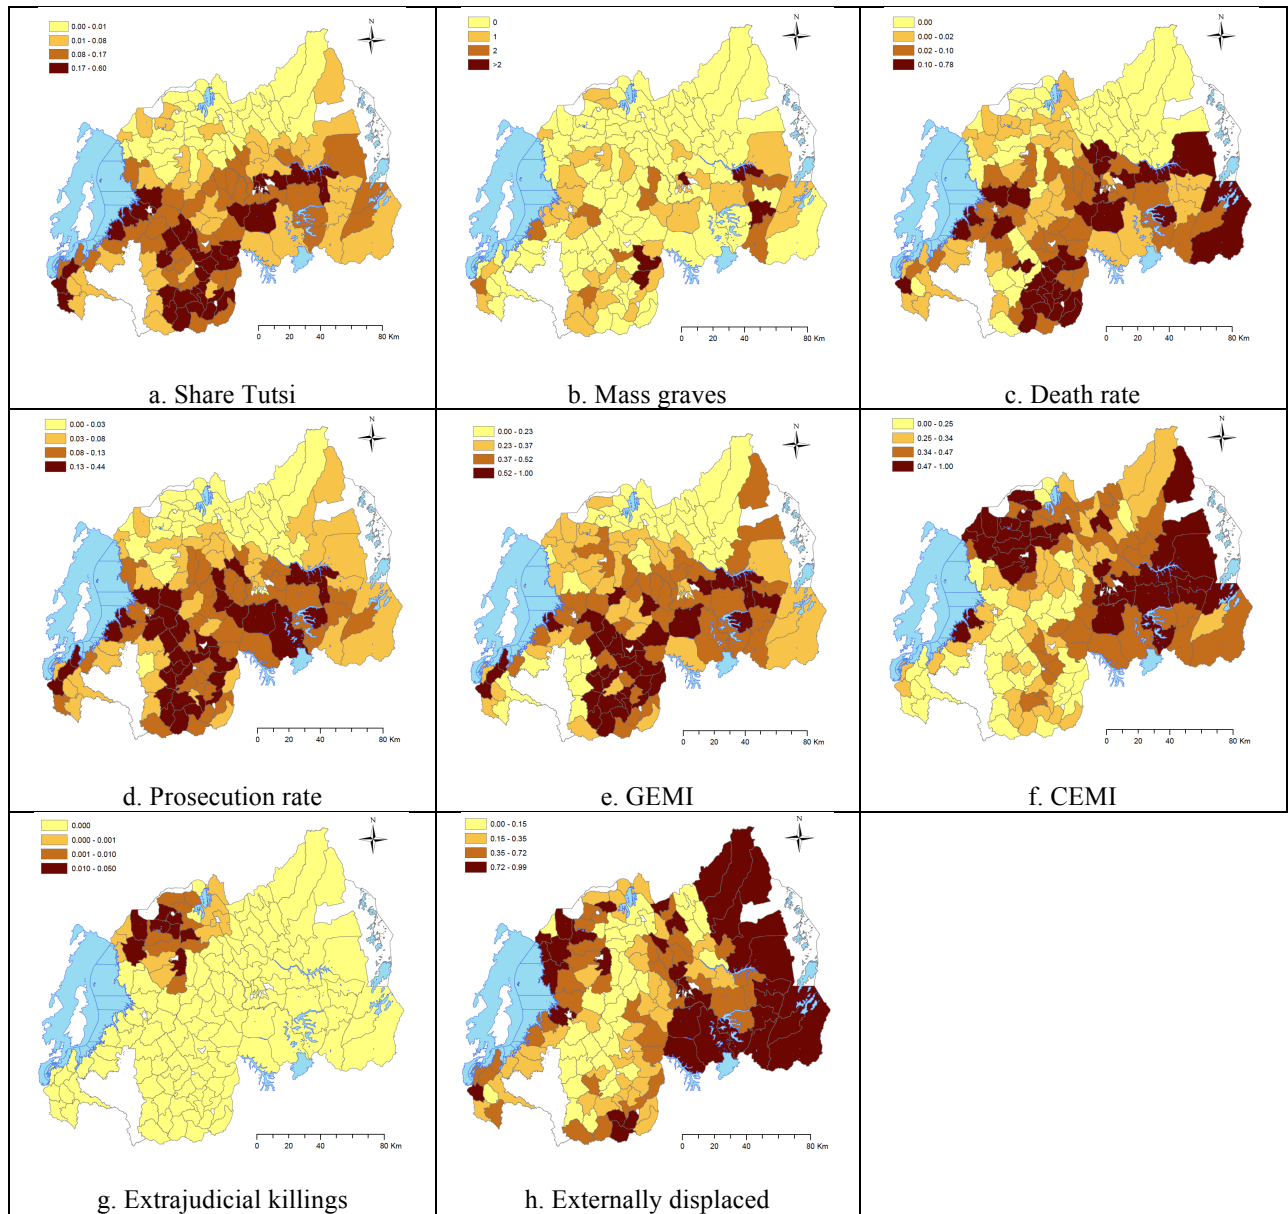 N
0.00 - 0.01
0.01 - 0.08
0.08 - 0.17
0.17 - 0.60
0 20 40 80 Km
a. Share Tutsi
N
0
1
2
>2
0 20 40 80 Km
b. Mass graves
N
0.00
0.00 - 0.02
0.02 - 0.10
0.10 - 0.78
0 20 40 80 Km
c. Death rate
N
0.00 - 0.03
0.03 - 0.08
0.08 - 0.13
0.13 - 0.44
0 20 40 80 Km
d. Prosecution rate
N
0.00 - 0.23
0.23 - 0.37
0.37 - 0.52
0.52 - 1.00
0 20 40 80 Km
e. GEMI
N
0.00 - 0.25
0.25 - 0.34
0.34 - 0.47
0.47 - 1.00
0 20 40 80 Km
f. CEMI
N
0.000
0.000 - 0.001
0.001 - 0.010
0.010 - 0.050
0 20 40 80 Km
g. Extrajudicial killings
N
0.00 - 0.15
0.15 - 0.35
0.35 - 0.72
0.72 - 0.99
0 20 40 80 Km
h. Externally displaced